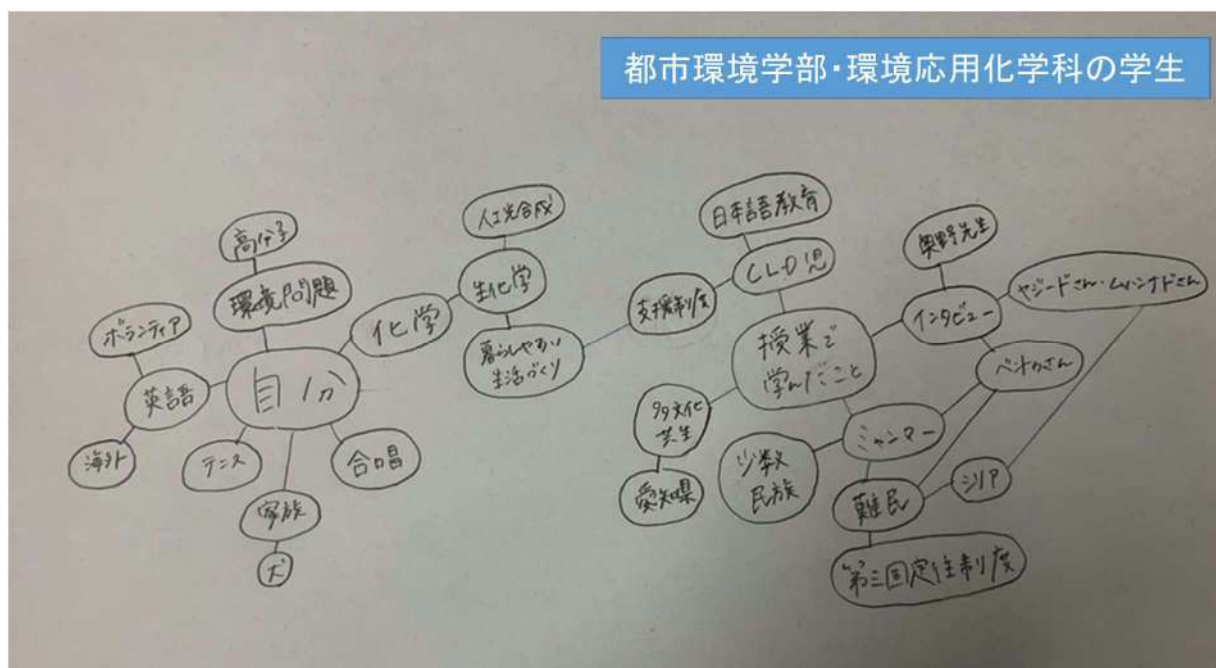 都市環境学部・環境応用化学科の学生
人工光合成
高分子
環境問題
化学
生化学
暮らしやすい
生活づくり
ボランティア
英語
自分
海外
テニス
家族
合唱
犬
日本語教育
CLD児
支援制度
奥野先生
インタビュー
ヤジードさん・ムハンナドさん
授業で
学んだこと
多文化
共生
愛知県
少数
民族
ミャンマー
難民
シリア
第三国定住制度